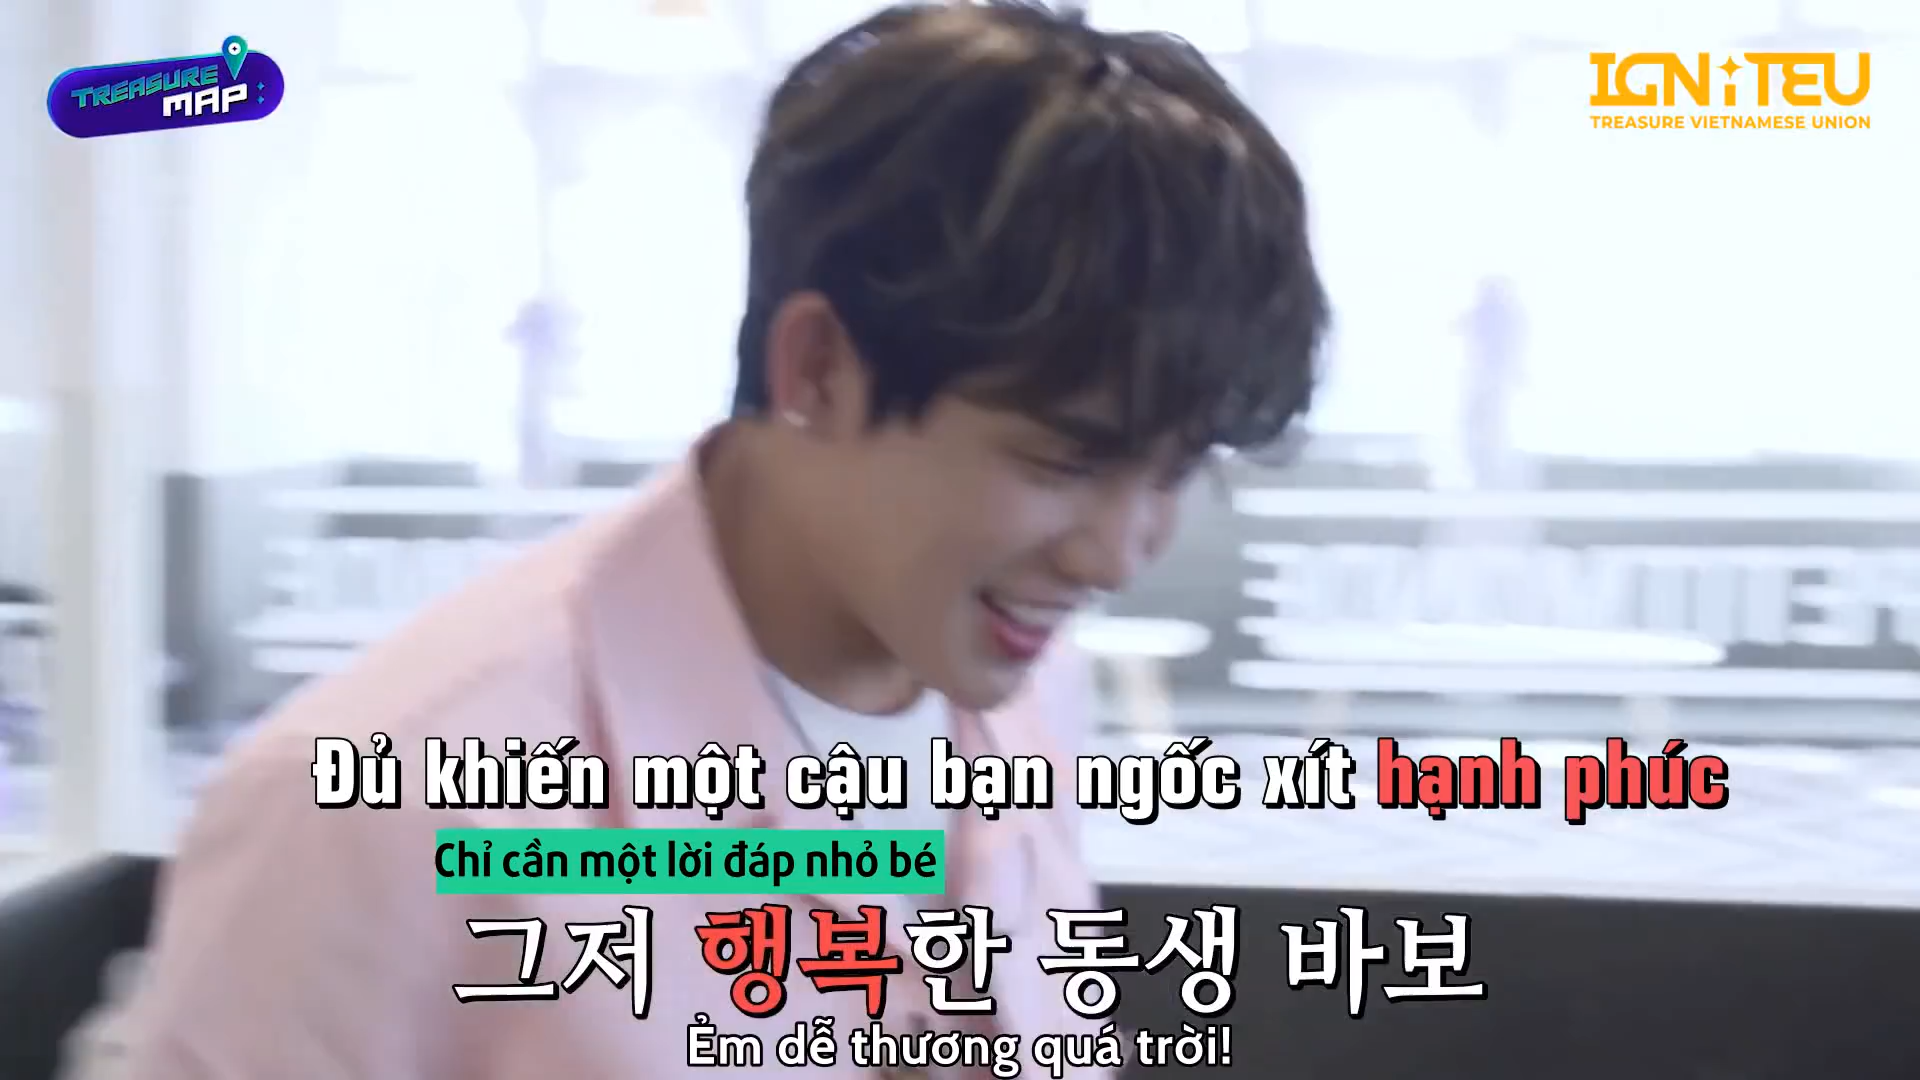 TREASURE
MAP
IGNITEU
TREASURE VIETNAMESE UNION
Đủ khiến một cậu bạn ngốc xít hạnh phúc
Chỉ cần một lời đáp nhỏ bé
그저 행복한 동생 바보
Ẻm dễ thương quá trời!